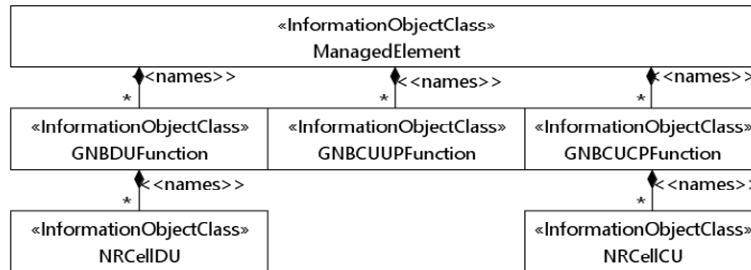 «InformationObjectClass»
ManagedElement
<<names>>
<<names>>
<<names>>
*
*
*
«InformationObjectClass»
GNBDUFunction
«InformationObjectClass»
GNBCUUPFunction
«InformationObjectClass»
GNBCUCPFunction
<<names>>
<<names>>
*
*
«InformationObjectClass»
NRCellDU
«InformationObjectClass»
NRCellCU